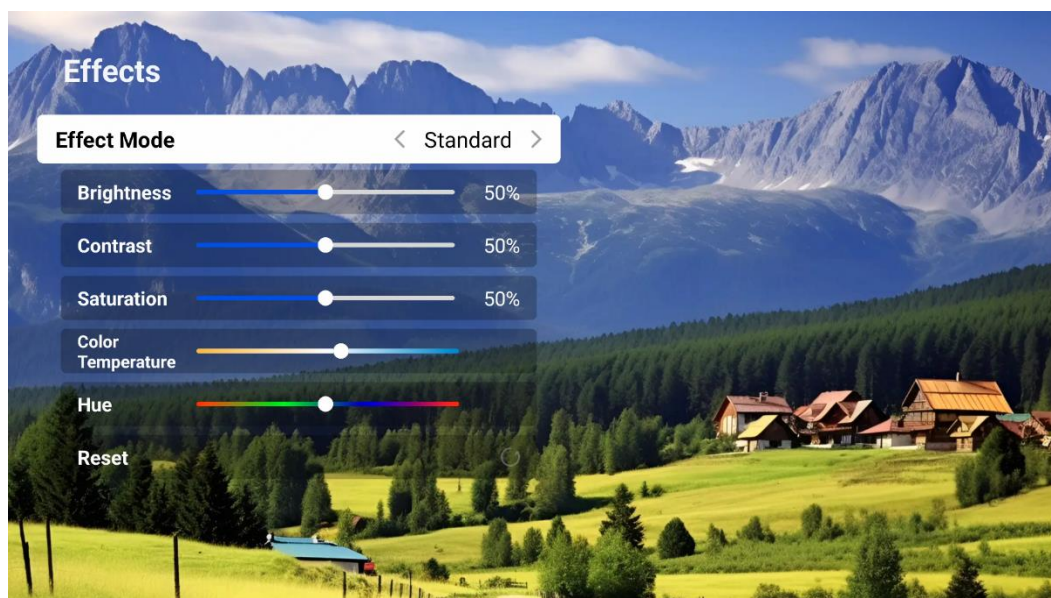 Effects
Effect Mode < Standard >
Brightness 50%
Contrast 50%
Saturation 50%
Color
Temperature
Hue
Reset